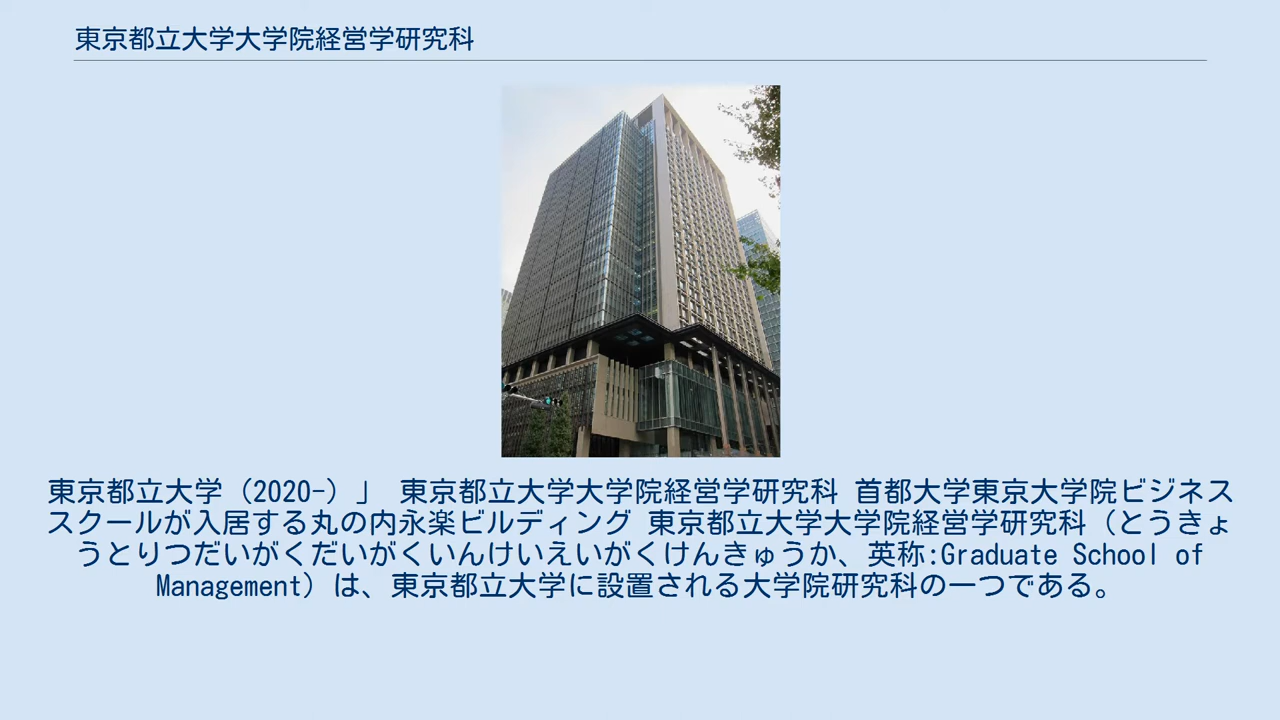 東京都立大学大学院経営学研究科
東京都立大学（2020-）」 東京都立大学大学院経営学研究科 首都大学東京大学院ビジネス
スクールが入居する丸の内永楽ビルディング 東京都立大学大学院経営学研究科（とうきょ
うとりつだいがくだいがくいんけいえいがくけんきゅうか、英称:Graduate School of
Management）は、東京都立大学に設置される大学院研究科の一つである。